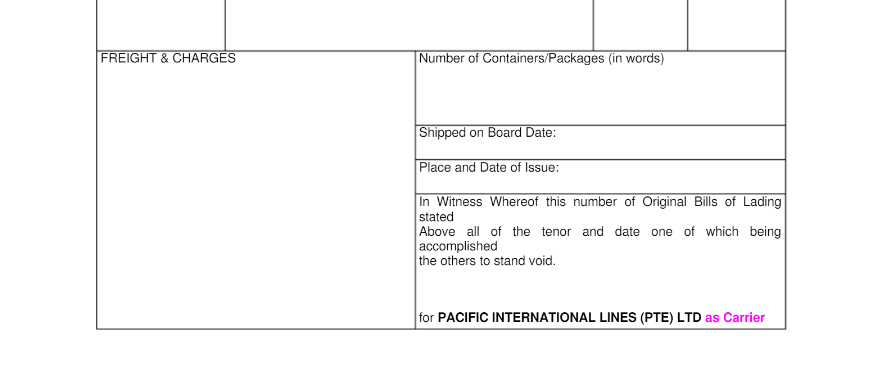 FREIGHT & CHARGES
Number of Containers/Packages (in words)
Shipped on Board Date:
Place and Date of Issue:
In Witness Whereof this number of Original Bills of Lading
stated
Above all of the tenor and date one of which being
accomplished
the others to stand void.
for PACIFIC INTERNATIONAL LINES (PTE) LTD as Carrier